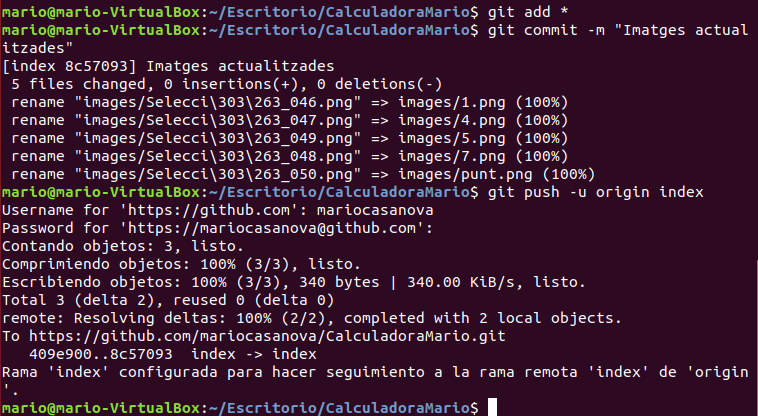 mario@mario-VirtualBox:~/Escritorio/CalculadoraMario$ git add *
mario@mario-VirtualBox:~/Escritorio/CalculadoraMario$ git commit -m "Imatges actual
itzades"
[index 8c57093] Imatges actualitzades
 5 files changed, 0 insertions(+), 0 deletions(-)
 rename "images/Selecci\303\263_046.png" => images/1.png (100%)
 rename "images/Selecci\303\263_047.png" => images/4.png (100%)
 rename "images/Selecci\303\263_049.png" => images/5.png (100%)
 rename "images/Selecci\303\263_048.png" => images/7.png (100%)
 rename "images/Selecci\303\263_050.png" => images/punt.png (100%)
mario@mario-VirtualBox:~/Escritorio/CalculadoraMario$ git push -u origin index
Username for 'https://github.com': mariocasanova
Password for 'https://mariocasanova@github.com':
Contando objetos: 3, listo.
Comprimiendo objetos: 100% (3/3), listo.
Escribiendo objetos: 100% (3/3), 340 bytes | 340.00 KiB/s, listo.
Total 3 (delta 2), reused 0 (delta 0)
remote: Resolving deltas: 100% (2/2), completed with 2 local objects.
To https://github.com/mariocasanova/CalculadoraMario.git
   409e900..8c57093  index -> index
Rama 'index' configurada para hacer seguimiento a la rama remota 'index' de 'origin
'.
mario@mario-VirtualBox:~/Escritorio/CalculadoraMario$